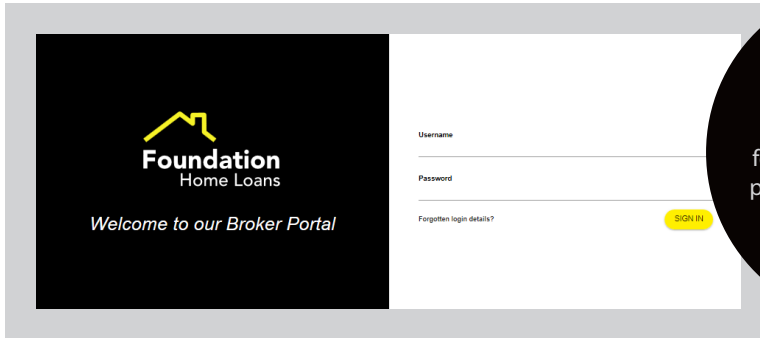 Foundation
Home Loans
Welcome to our Broker Portal
Username
Password
Forgotten login details?
SIGN IN